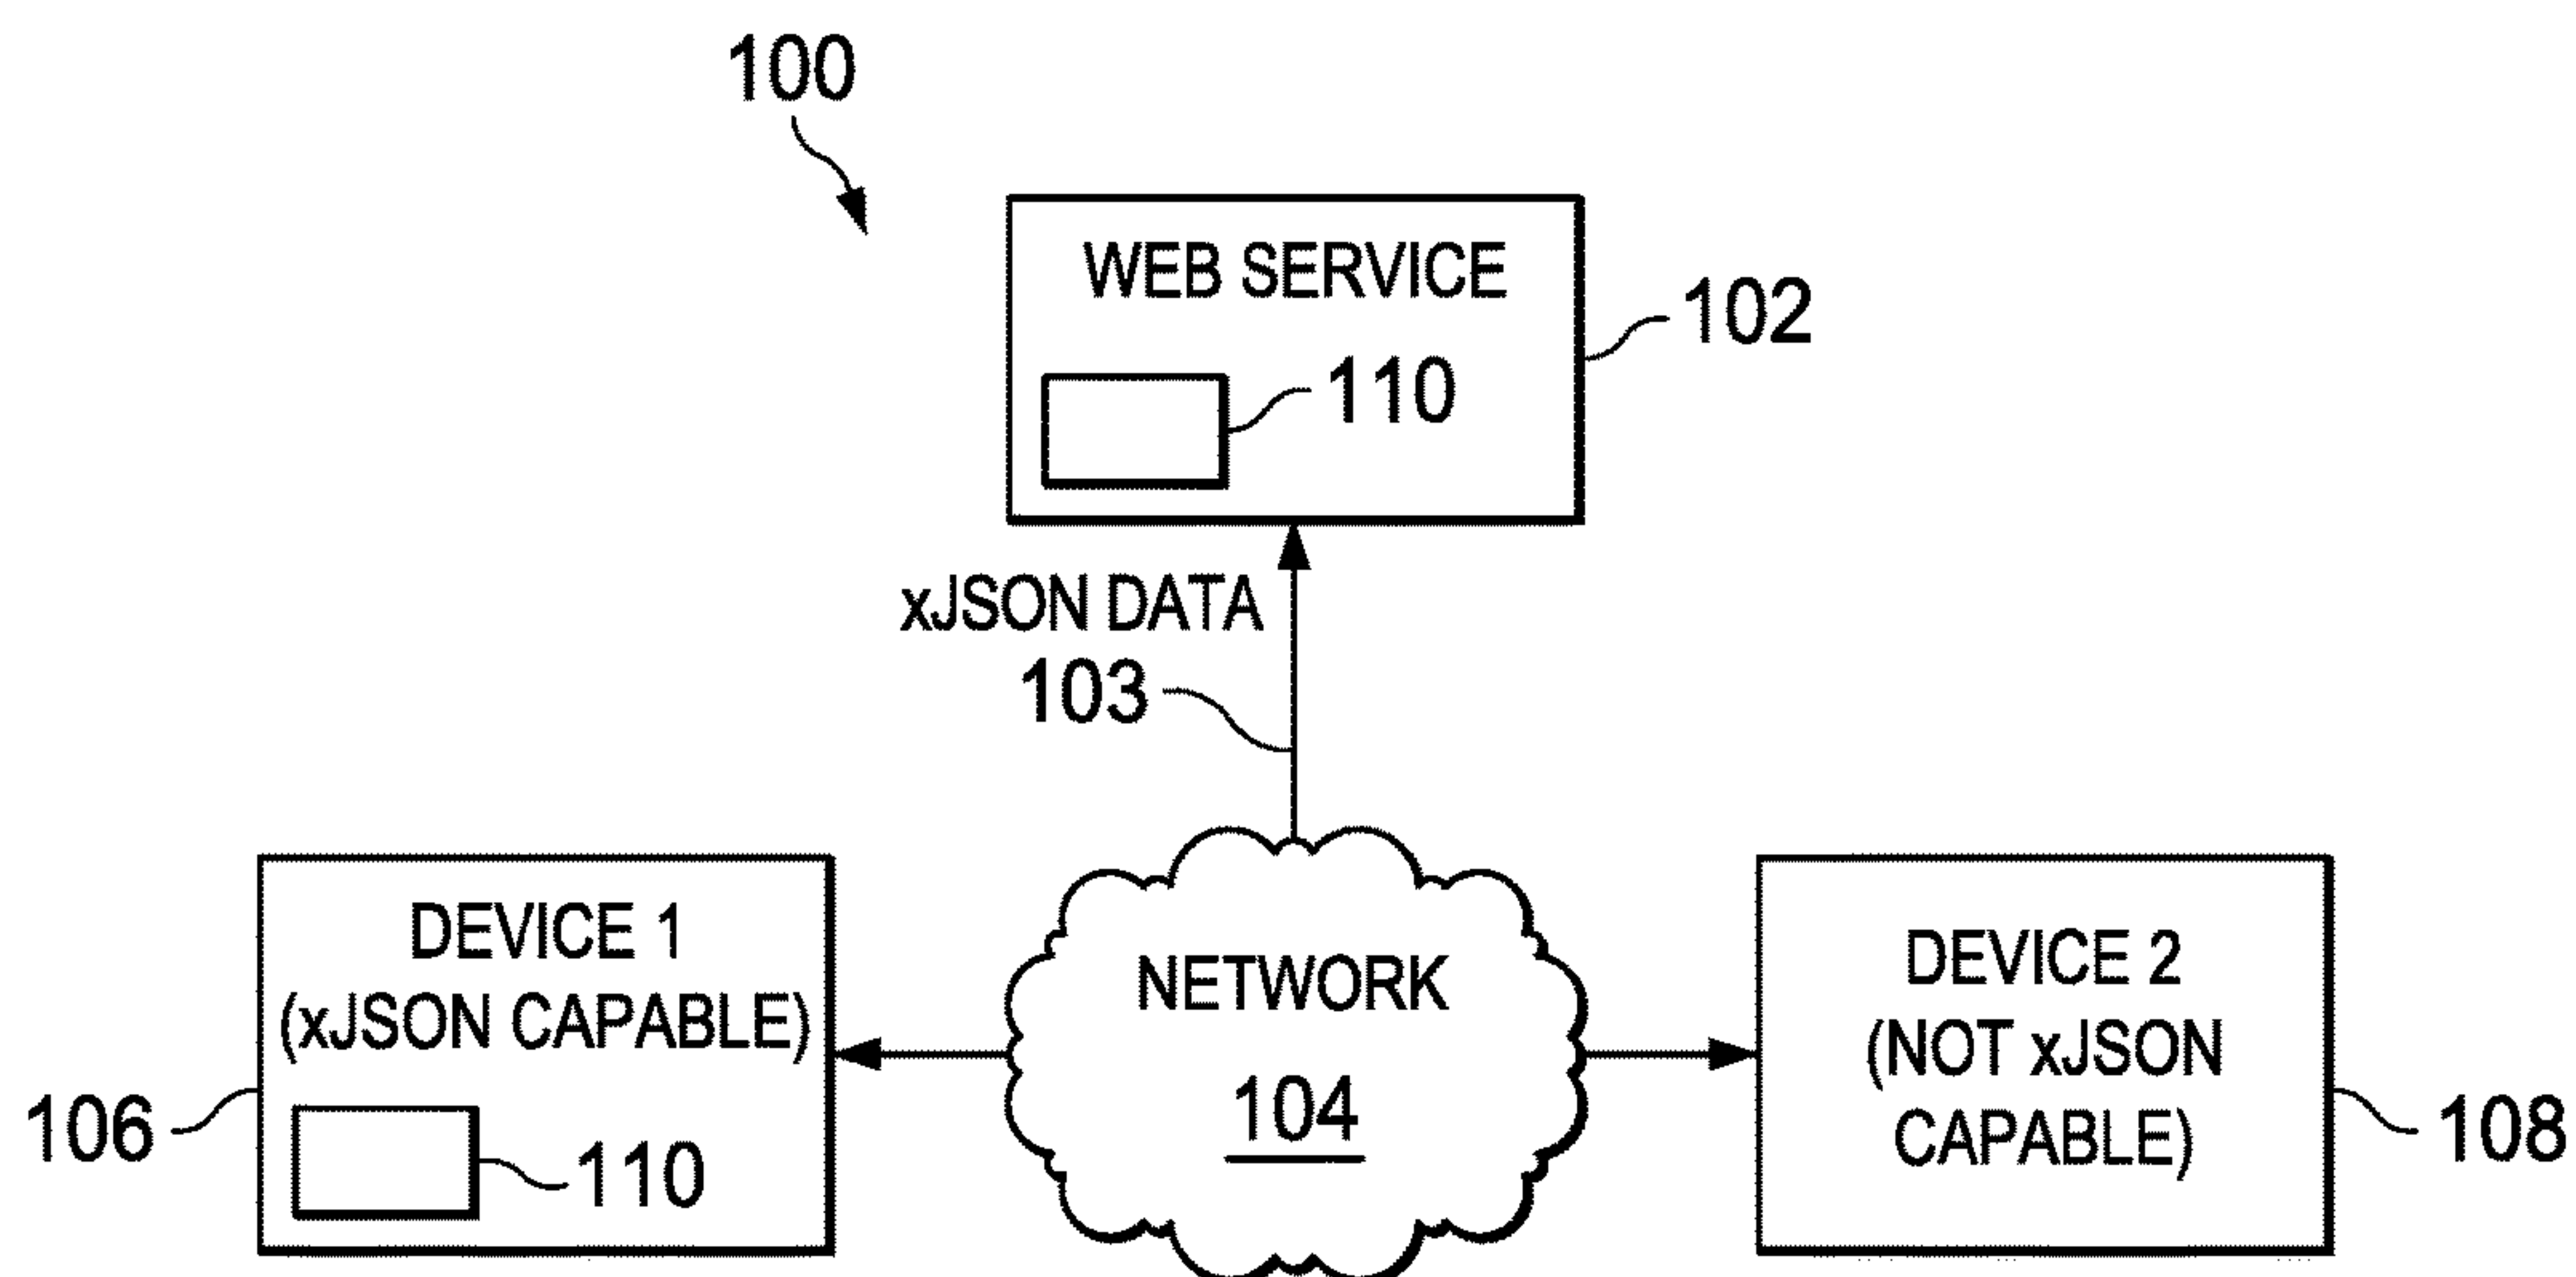 100
WEB SERVICE
102
110
xJSON DATA
103
DEVICE 1
(xJSON CAPABLE)
106
110
NETWORK
104
DEVICE 2
(NOT xJSON
CAPABLE)
108